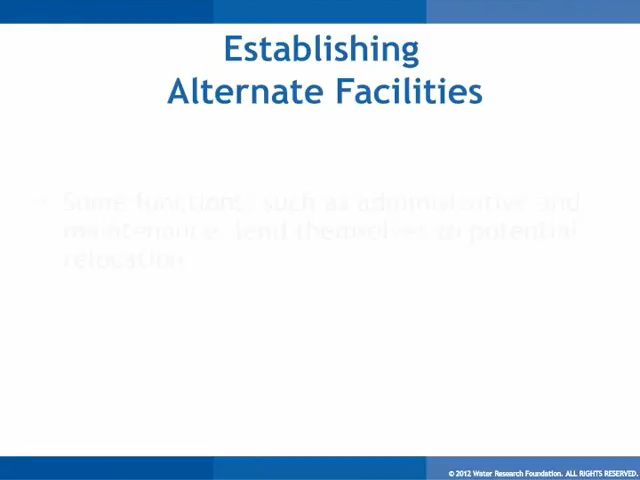 Establishing
Alternate Facilities
• Some functions, such as administrative and
maintenance, lend themselves to potential
relocation
© 2012 Water Research Foundation. ALL RIGHTS RESERVED.